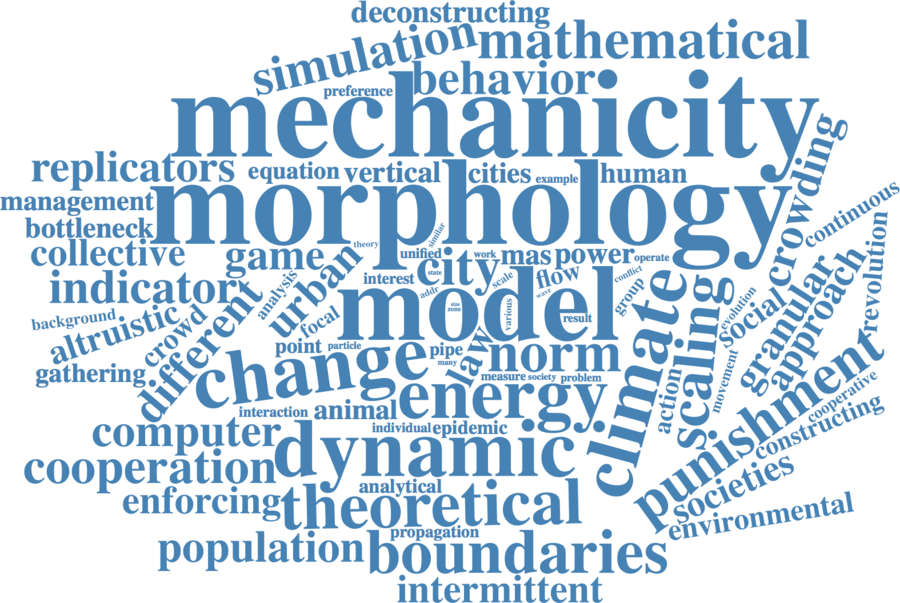 deconstructing
simulation
mathematical
behavior
preference
mechanicity
replicators
equation
vertical
cities
example
human
crowding
management
morphology
continuous
bottleneck
collective
game
theory
similar
unified
work
mas
power
operate
revolution
indicator
urban
analysis
interest
city
state
scale
flow
wave
conflict
group
climate
background
altruistic
crowd
different
focal
addr
model
size
some
various
result
social
evolution
granular
approach
scaling
gathering
point
particle
change
pipe
many
law
norm
measure
society
problem
action
movement
punishment
interaction
animal
energy
cooperative
constructing
computer
individual
epidemic
dynamic
cooperation
societies
enforcing
analytical
theoretical
environmental
population
propagation
boundaries
intermittent